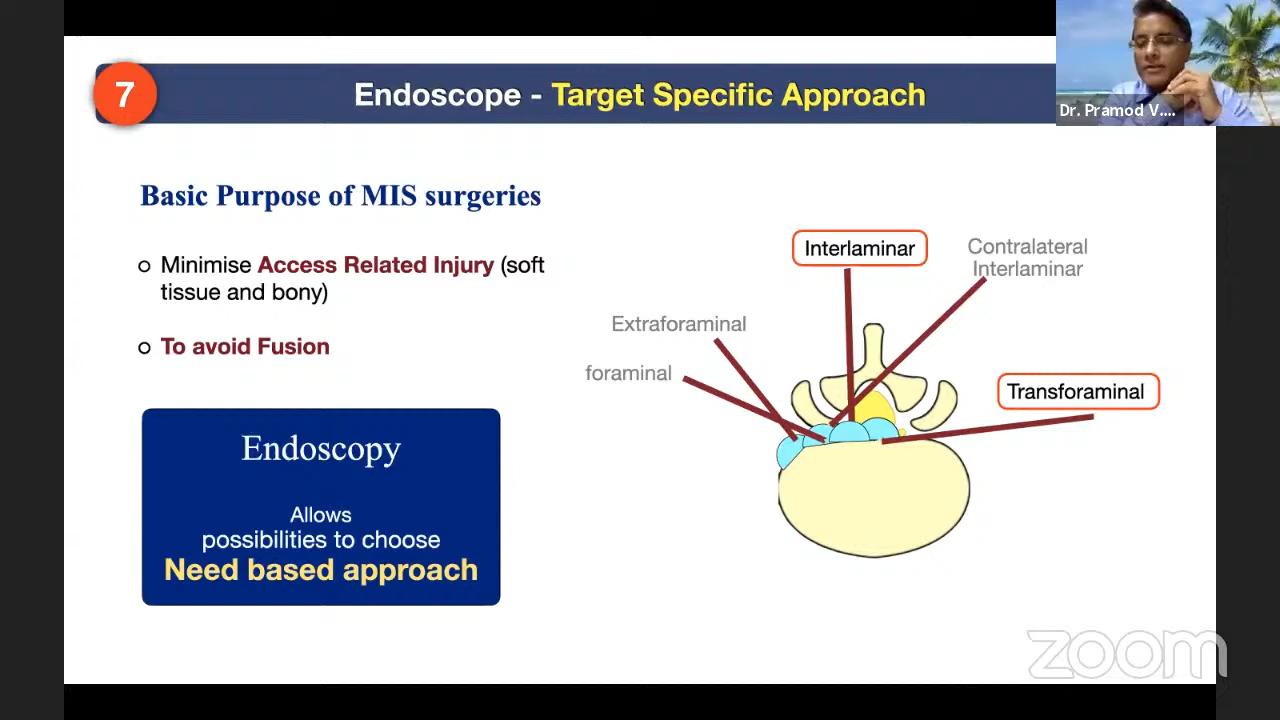 7
Endoscope - Target Specific Approach
Dr. Pramod V....
Basic Purpose of MIS surgeries
Minimise Access Related Injury (soft
tissue and bony)
To avoid Fusion
Endoscopy
Allows
possibilities to choose
Need based approach
Interlaminar
Contralateral
Interlaminar
Extraforaminal
foraminal
Transforaminal
zoom